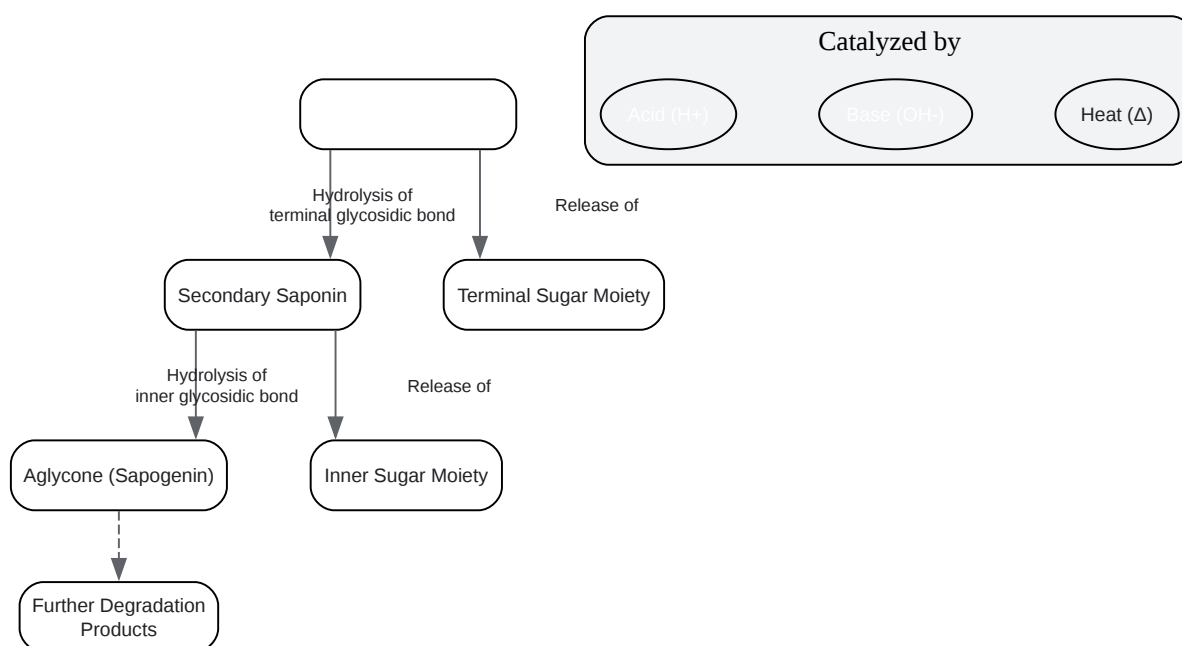 Catalyzed by
Acid (H+)
Base (OH-)
Heat (Δ)
Hydrolysis of
terminal glycosidic bond
Release of
Secondary Saponin
Terminal Sugar Moiety
Hydrolysis of
inner glycosidic bond
Release of
Aglycone (Sapogenin)
Inner Sugar Moiety
Further Degradation
Products